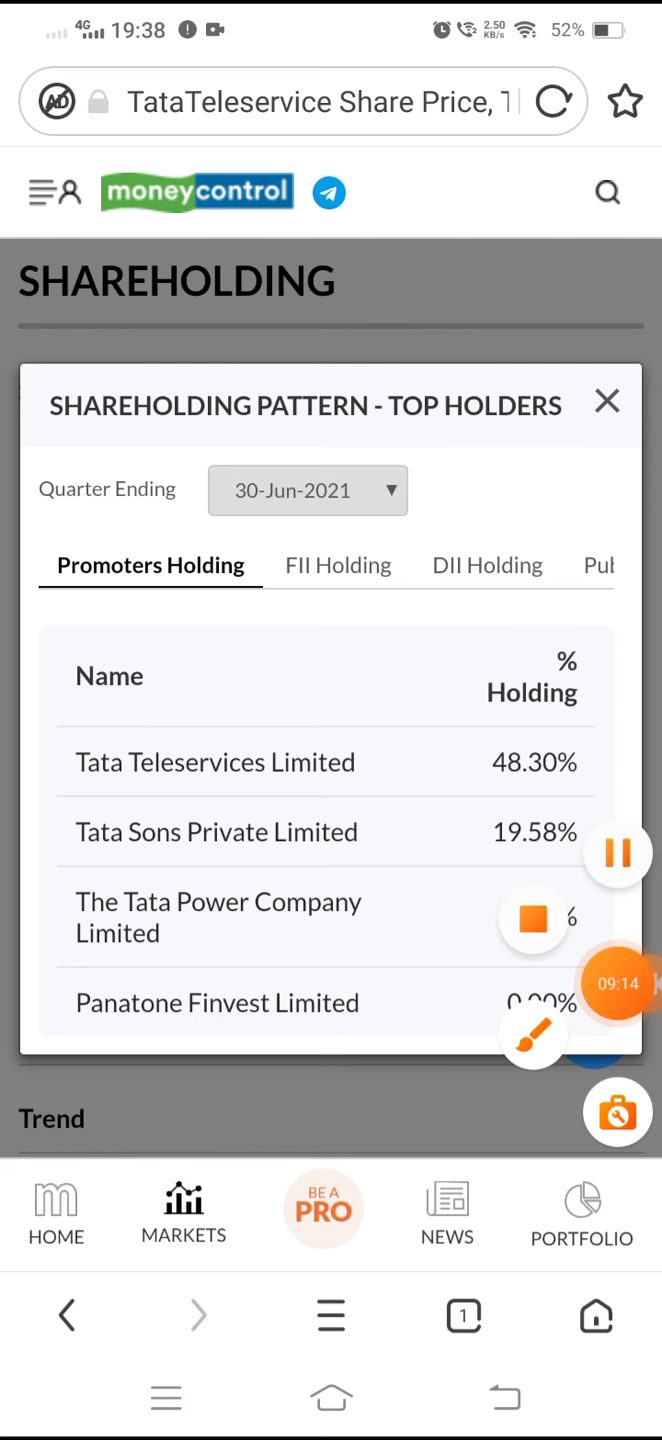 4G 19:38 2.50 KB/s 52%
AD TataTeleservice Share Price, T
moneycontrol
SHAREHOLDING
SHAREHOLDING PATTERN - TOP HOLDERS
Quarter Ending 30-Jun-2021
Promoters Holding FII Holding DII Holding Pub
Name % Holding
Tata Teleservices Limited 48.30%
Tata Sons Private Limited 19.58%
The Tata Power Company
Limited %
Panatone Finvest Limited
09:14
Trend
BE A
PRO
HOME MARKETS NEWS PORTFOLIO
1